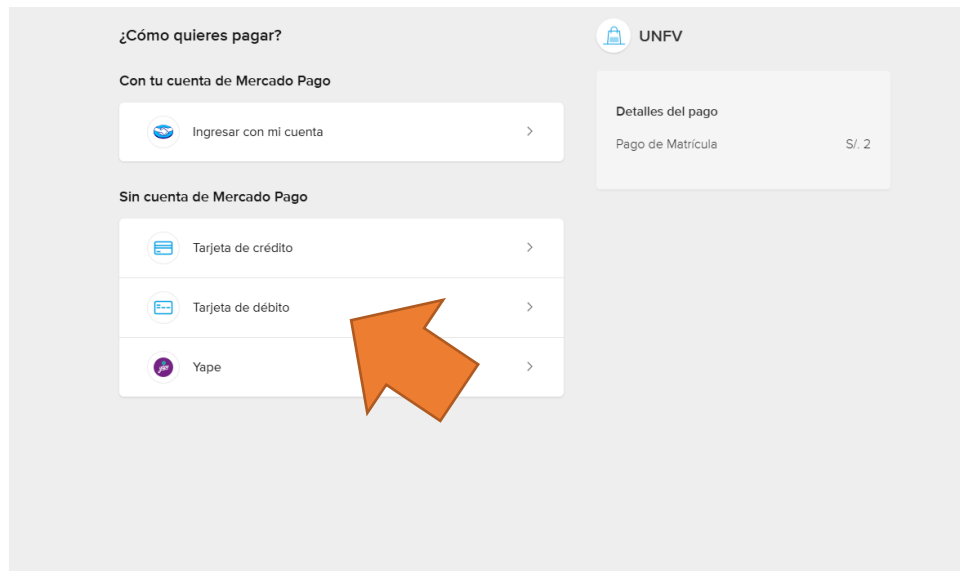 ¿Cómo quieres pagar?
Con tu cuenta de Mercado Pago
Ingresar con mi cuenta
Sin cuenta de Mercado Pago
Tarjeta de crédito
Tarjeta de débito
Yape
UNFV
Detalles del pago
Pago de Matrícula S/. 2